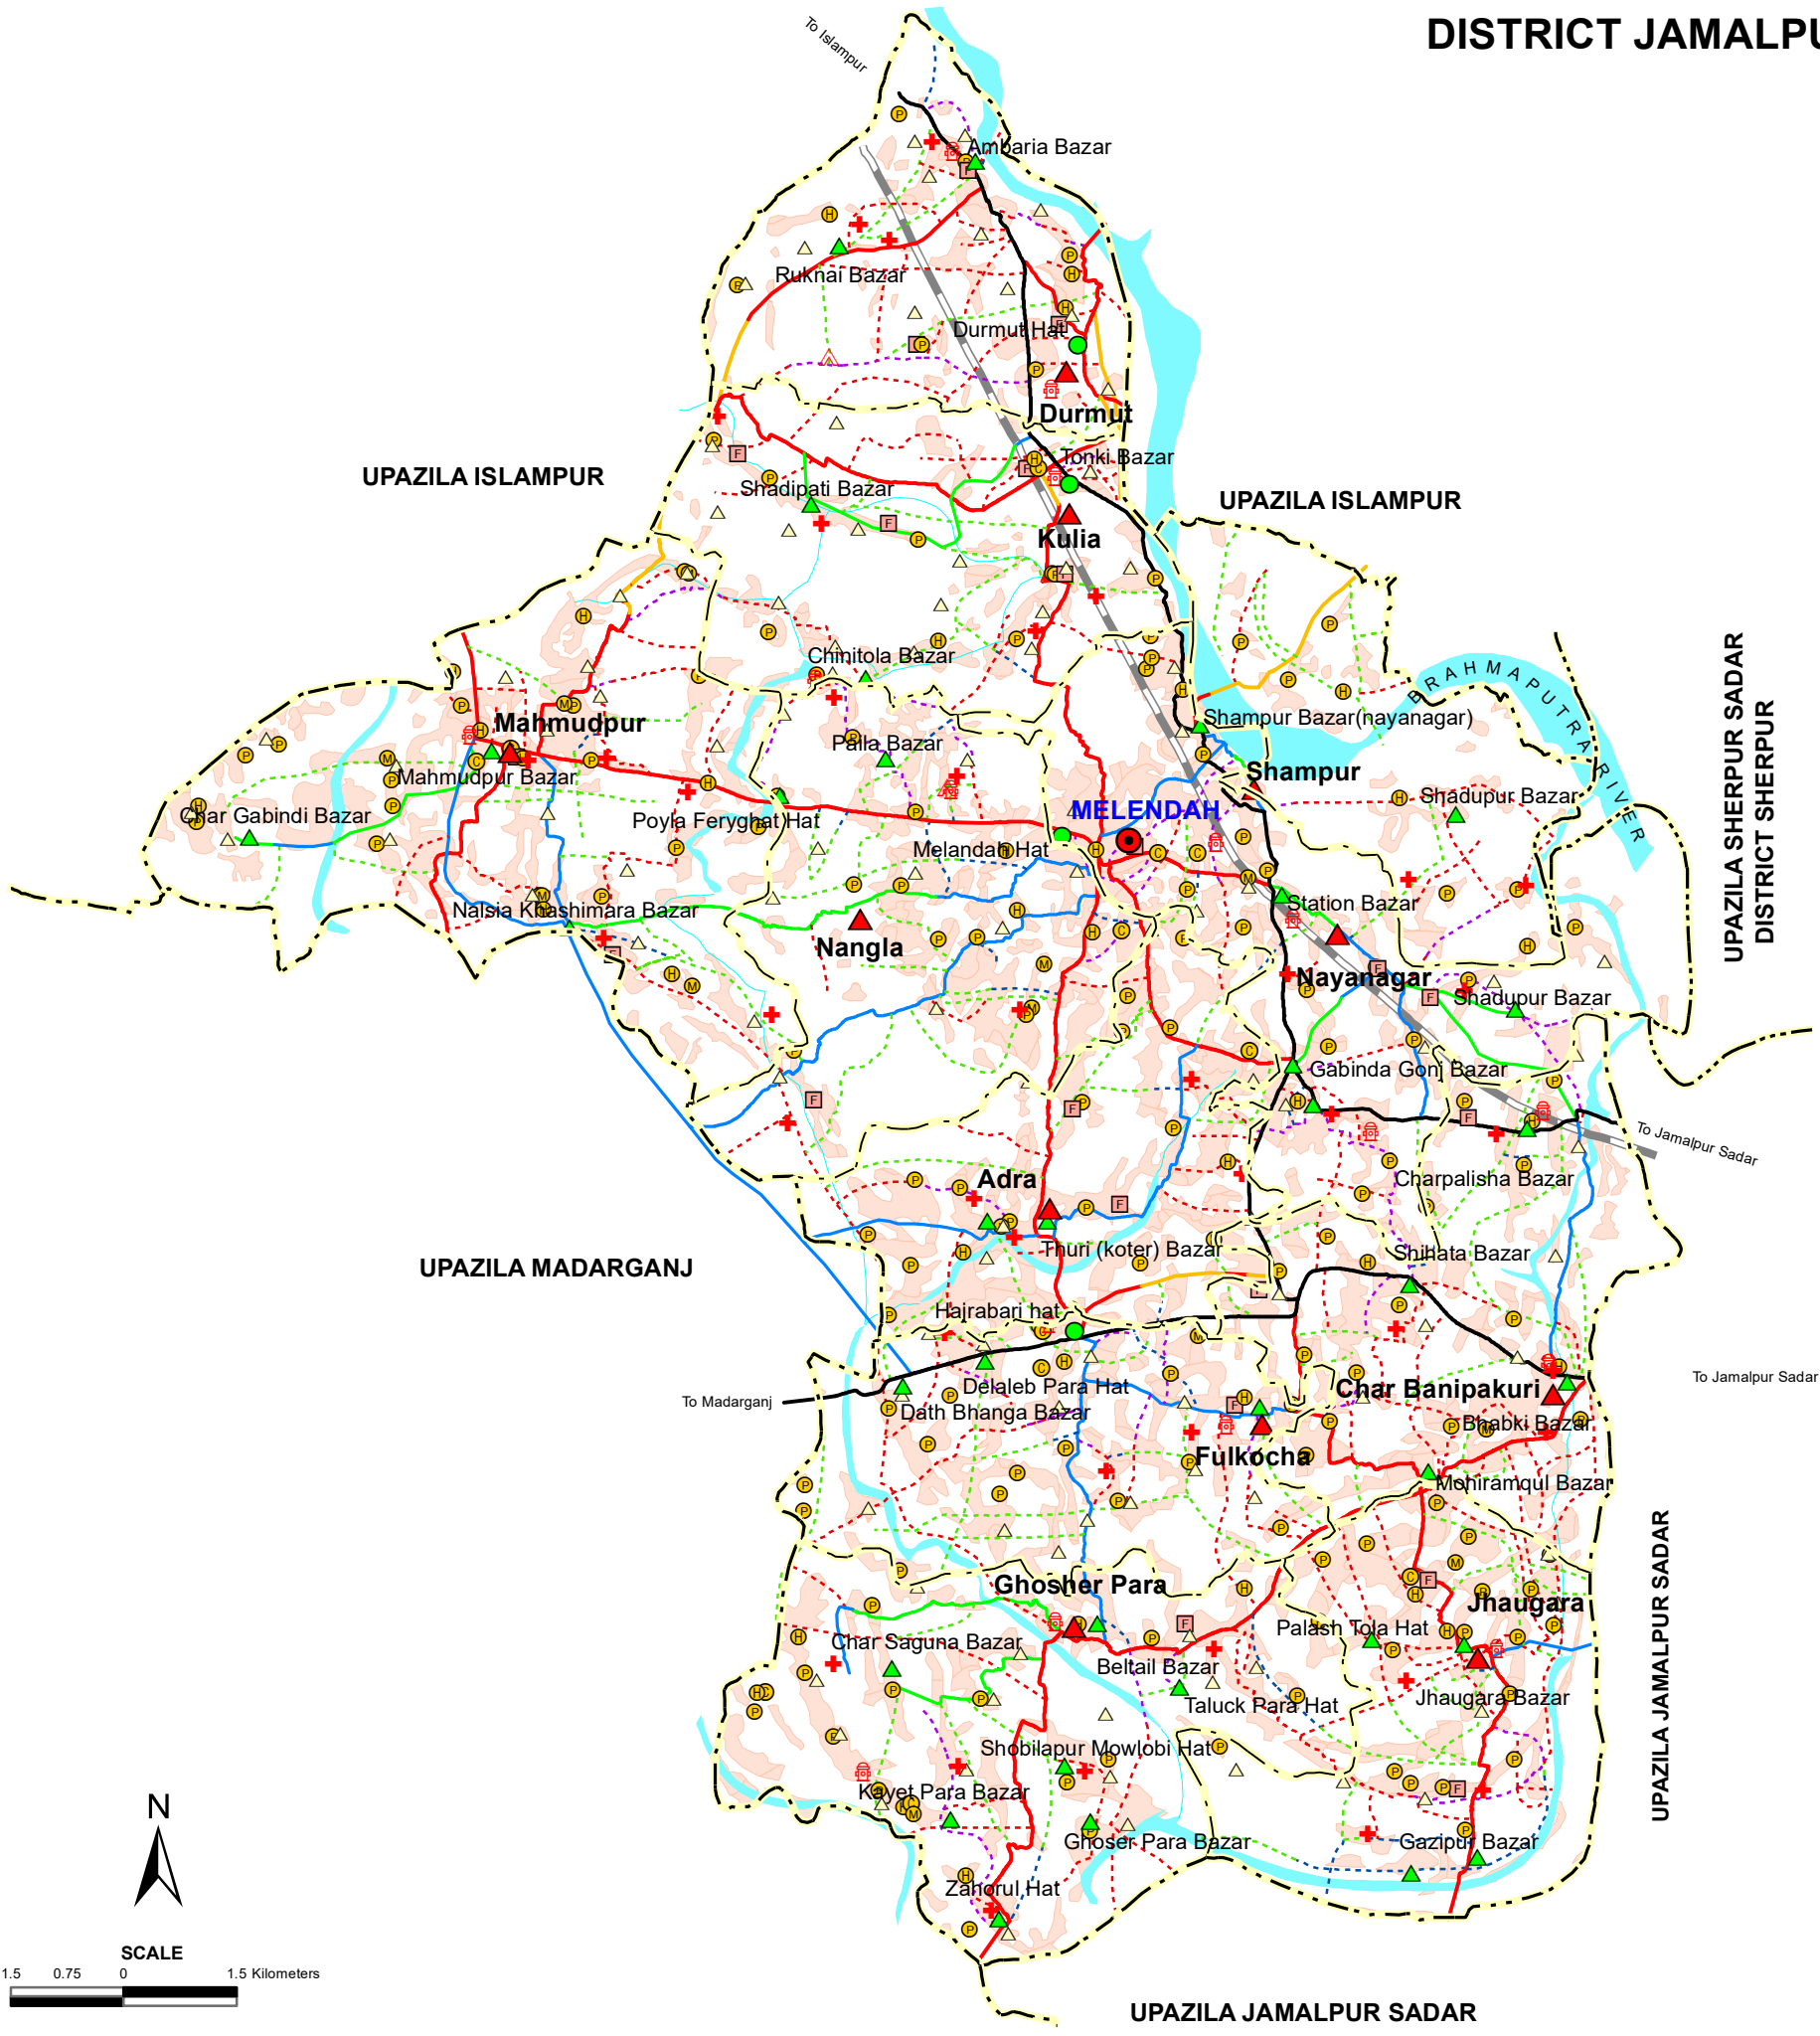 DISTRICT JAMALPU
To Islampur
Ambaria Bazar
Ruknai Bazar
Durmut Hat
Durmut
Tonki Bazar
UPAZILA ISLAMPUR
Shadipati Bazar
UPAZILA ISLAMPUR
Kulia
Chinitola Bazar
BRAHMAPUTRA RIVER
UPAZILA SHERPUR SADAR
DISTRICT SHERPUR
Mahmudpur
Shampur Bazar(nayanagar)
Palla Bazar
Mahmudpur Bazar
Shampur
Char Gabindi Bazar
Poyla Feryghat Hat
MELENDAH
Shadupur Bazar
Melandah Hat
Nalsia Khashimara Bazar
Station Bazar
Nangla
Nayanagar
Shadupur Bazar
Gabinda Gonj Bazar
To Jamalpur Sadar
Adra
Charpalisha Bazar
Thuri (koter) Bazar
Shihata Bazar
UPAZILA MADARGANJ
Hajrabari hat
To Madarganj
Delaleb Para Hat
Dath Bhanga Bazar
Char Banipakuri
To Jamalpur Sadar
Bhabki Bazar
Fulkocha
Mohiramqul Bazar
UPAZILA JAMALPUR SADAR
Ghosher Para
Jhaugara
Char Saguna Bazar
Palash Tola Hat
Beltail Bazar
Taluck Para Hat
Jhaugara Bazar
Shobilapur Mowlobi Hat
Kayet Para Bazar
Ghoser Para Bazar
Gazipur Bazar
Zahorul Hat
N
SCALE
1.5 0.75 0 1.5 Kilometers
UPAZILA JAMALPUR SADAR